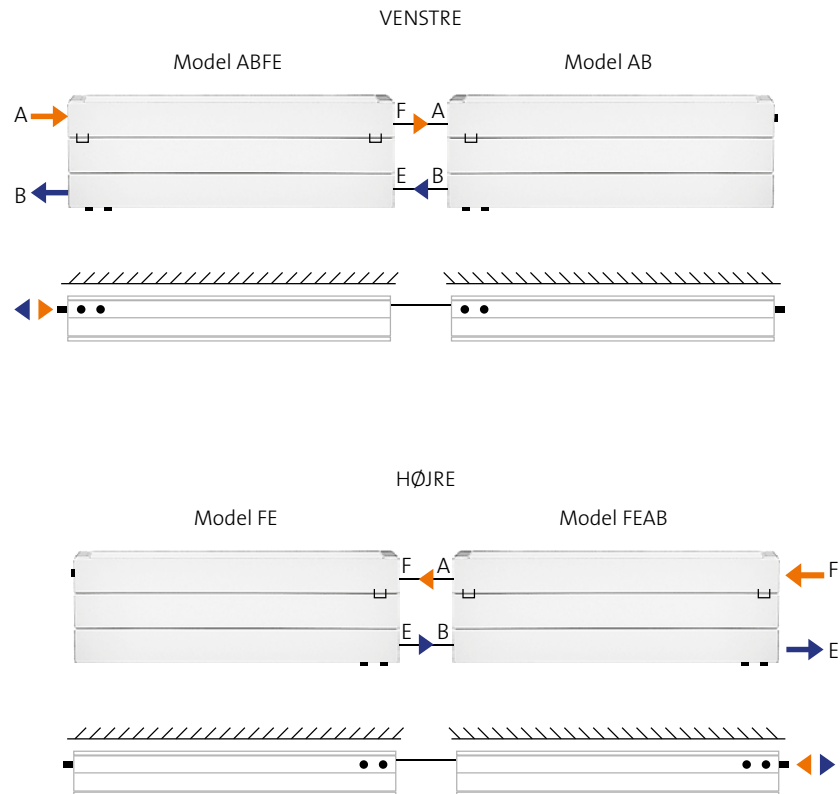 VENSTRE
Model ABFE Model AB
A F A
B E B
HØJRE
Model FE Model FEAB
F A F
E B E